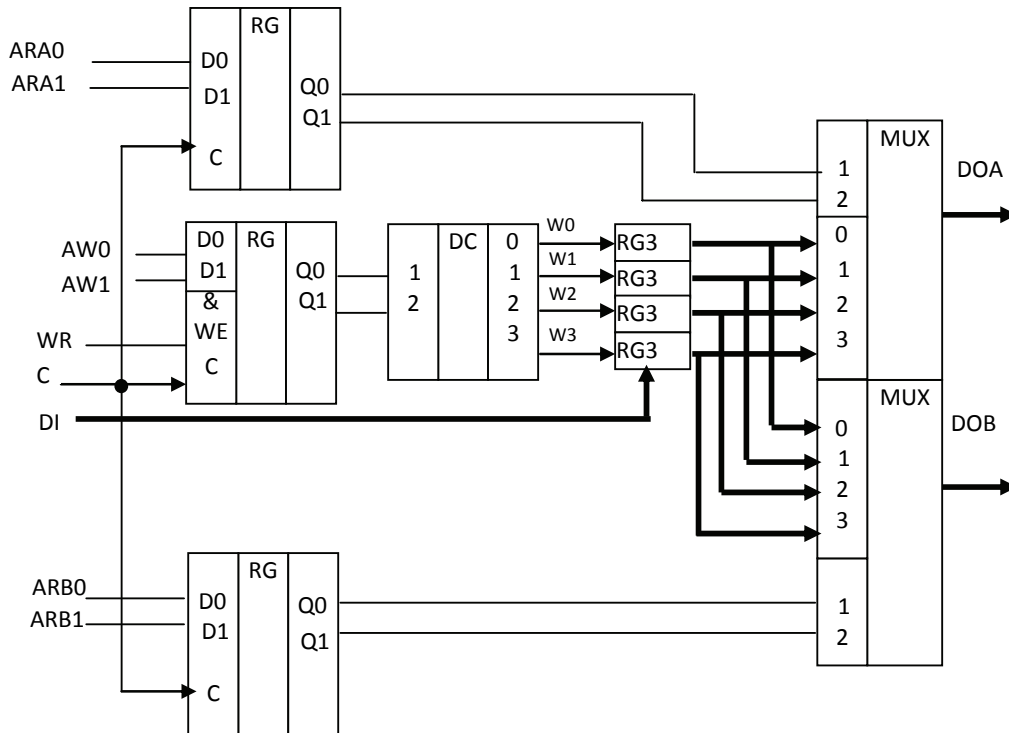 ARA0
ARA1
D0
D1
C
RG
Q0
Q1
AW0
AW1
WR
C
DI
D0
D1
&
WE
C
RG
Q0
Q1
1
2
DC
0
1
2
3
W0
W1
W2
W3
RG3
RG3
RG3
RG3
1
2
0
1
2
3
MUX
DOA
0
1
2
3
1
2
MUX
DOB
ARB0
ARB1
D0
D1
C
RG
Q0
Q1